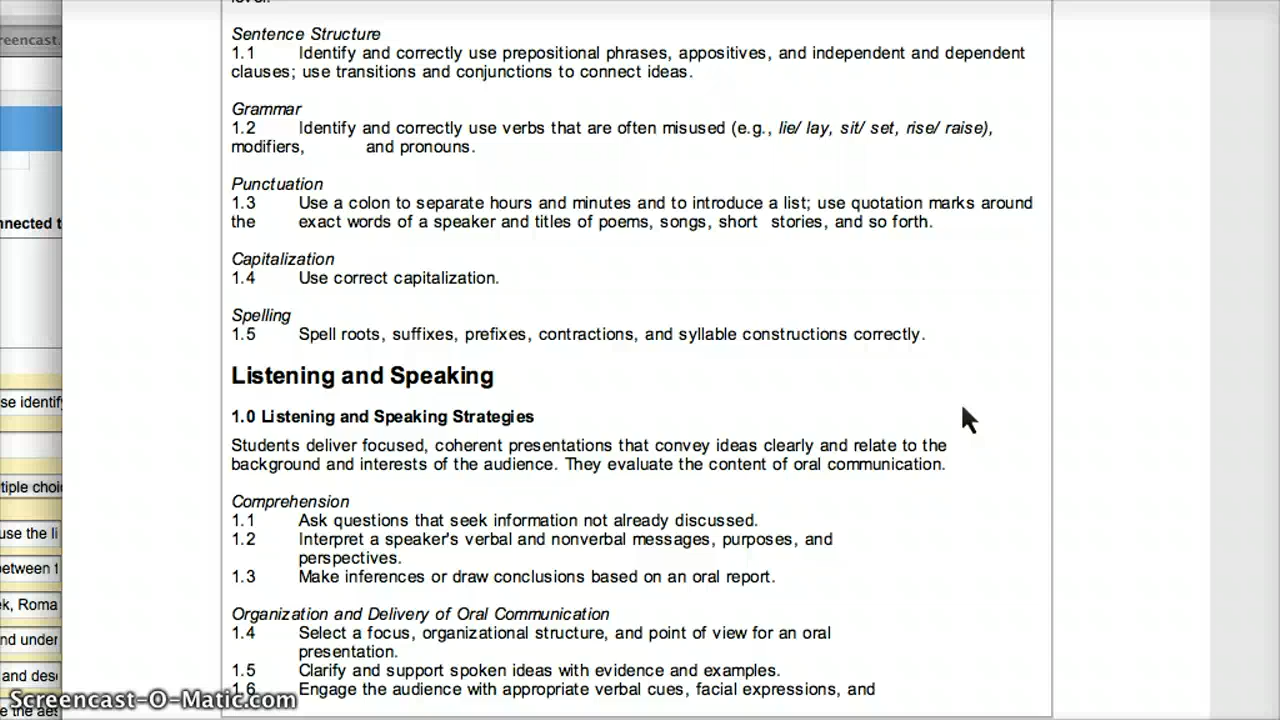 level.
Sentence Structure
1.1 Identify and correctly use prepositional phrases, appositives, and independent and dependent
clauses; use transitions and conjunctions to connect ideas.
Grammar
1.2 Identify and correctly use verbs that are often misused (e.g., lie/ lay, sit/ set, rise/ raise),
modifiers, and pronouns.
Punctuation
1.3 Use a colon to separate hours and minutes and to introduce a list; use quotation marks around
the exact words of a speaker and titles of poems, songs, short stories, and so forth.
Capitalization
1.4 Use correct capitalization.
Spelling
1.5 Spell roots, suffixes, prefixes, contractions, and syllable constructions correctly.
Listening and Speaking
1.0 Listening and Speaking Strategies
Students deliver focused, coherent presentations that convey ideas clearly and relate to the
background and interests of the audience. They evaluate the content of oral communication.
Comprehension
1.1 Ask questions that seek information not already discussed.
1.2 Interpret a speaker's verbal and nonverbal messages, purposes, and
perspectives.
1.3 Make inferences or draw conclusions based on an oral report.
Organization and Delivery of Oral Communication
1.4 Select a focus, organizational structure, and point of view for an oral
presentation.
1.5 Clarify and support spoken ideas with evidence and examples.
1.6 Engage the audience with appropriate verbal cues, facial expressions, and
reencast.
nnected t
se identify
tiple choi
use the li
between t
ek, Roma
nd under
and des
e the aes
Screencast-O-Matic.com